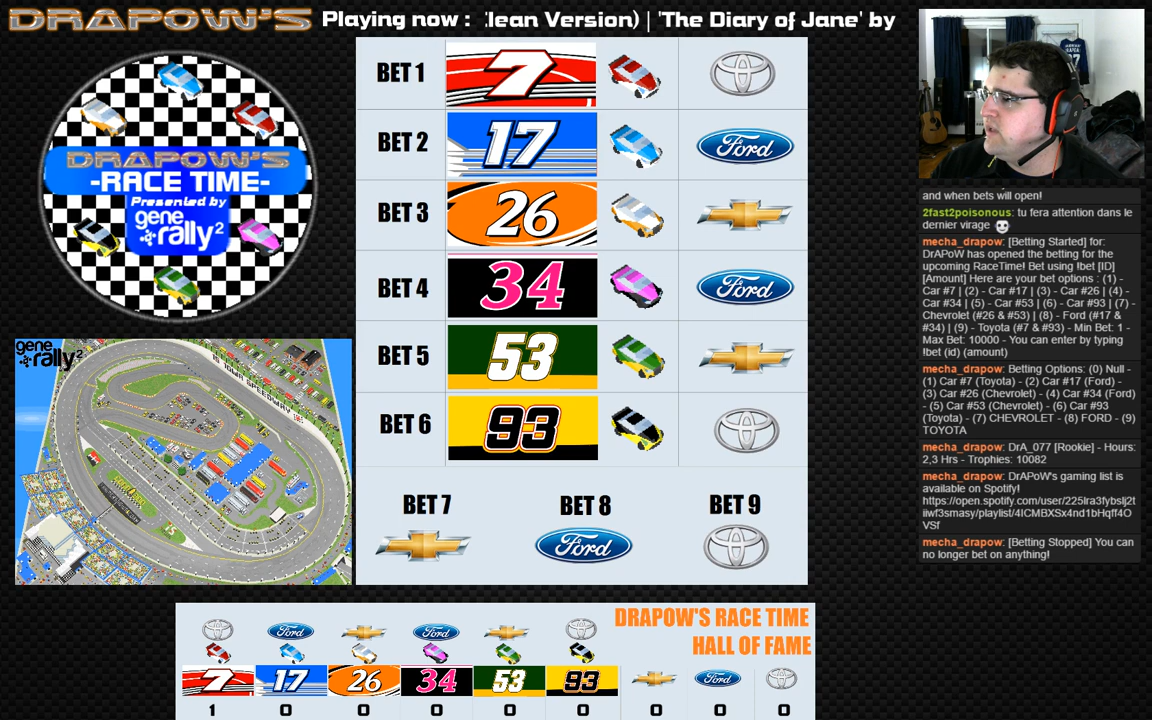 DRAPOW'S
Playing now : :lean Version) | 'The Diary of Jane' by
DRAPOW'S
-RACE TIME-
Presented by
gene
rally²
BET 1
7
BET 2
17
Ford
BET 3
26
BET 4
34
Ford
BET 5
53
BET 6
93
BET 7
BET 8
BET 9
Ford
gene
rally²
IOWA SPEEDWAY
and when bets will open!
2fast2poisonous: tu fera attention dans le
dernier virage
mecha_drapow: [Betting Started] for:
DrAPoW has opened the betting for the
upcoming RaceTime! Bet using !bet [ID]
[Amount] Here are your bet options : (1) -
Car #7 | (2) - Car #17 | (3) - Car #26 | (4) -
Car #34 | (5) - Car #53 | (6) - Car #93 | (7) -
Chevrolet (#26 & #53) | (8) - Ford (#17 &
#34) | (9) - Toyota (#7 & #93) - Min Bet: 1 -
Max Bet: 10000 - You can enter by typing
!bet (id) (amount)
mecha_drapow: Betting Options: (0) Null -
(1) Car #7 (Toyota) - (2) Car #17 (Ford) -
(3) Car #26 (Chevrolet) - (4) Car #34 (Ford)
- (5) Car #53 (Chevrolet) - (6) Car #93
(Toyota) - (7) CHEVROLET - (8) FORD - (9)
TOYOTA
mecha_drapow: DrA_077 [Rookie] - Hours:
2,3 Hrs - Trophies: 10082
mecha_drapow: DrAPoW's gaming list is
available on Spotify!
https://open.spotify.com/user/225lra3fybslj2t
iiwf3smasy/playlist/4ICMBXSx4nd1bHqff4O
VSf
mecha_drapow: [Betting Stopped] You can
no longer bet on anything!
DRAPOW'S RACE TIME
HALL OF FAME
Ford Ford
7 17 26 34 53 93 Ford
1 0 0 0 0 0 0 0 0